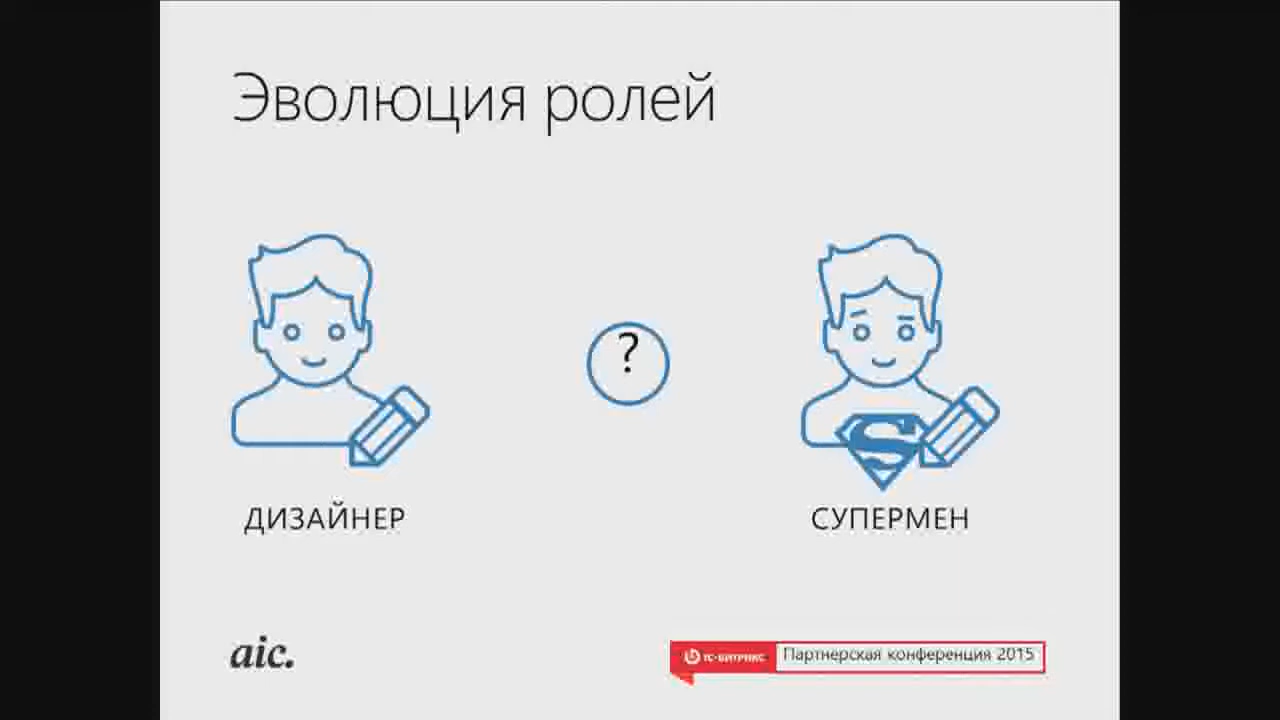 Эволюция ролей
?
S
ДИЗАЙНЕР
СУПЕРМЕН
aic.
1С-БИТРИКС
Партнерская конференция 2015